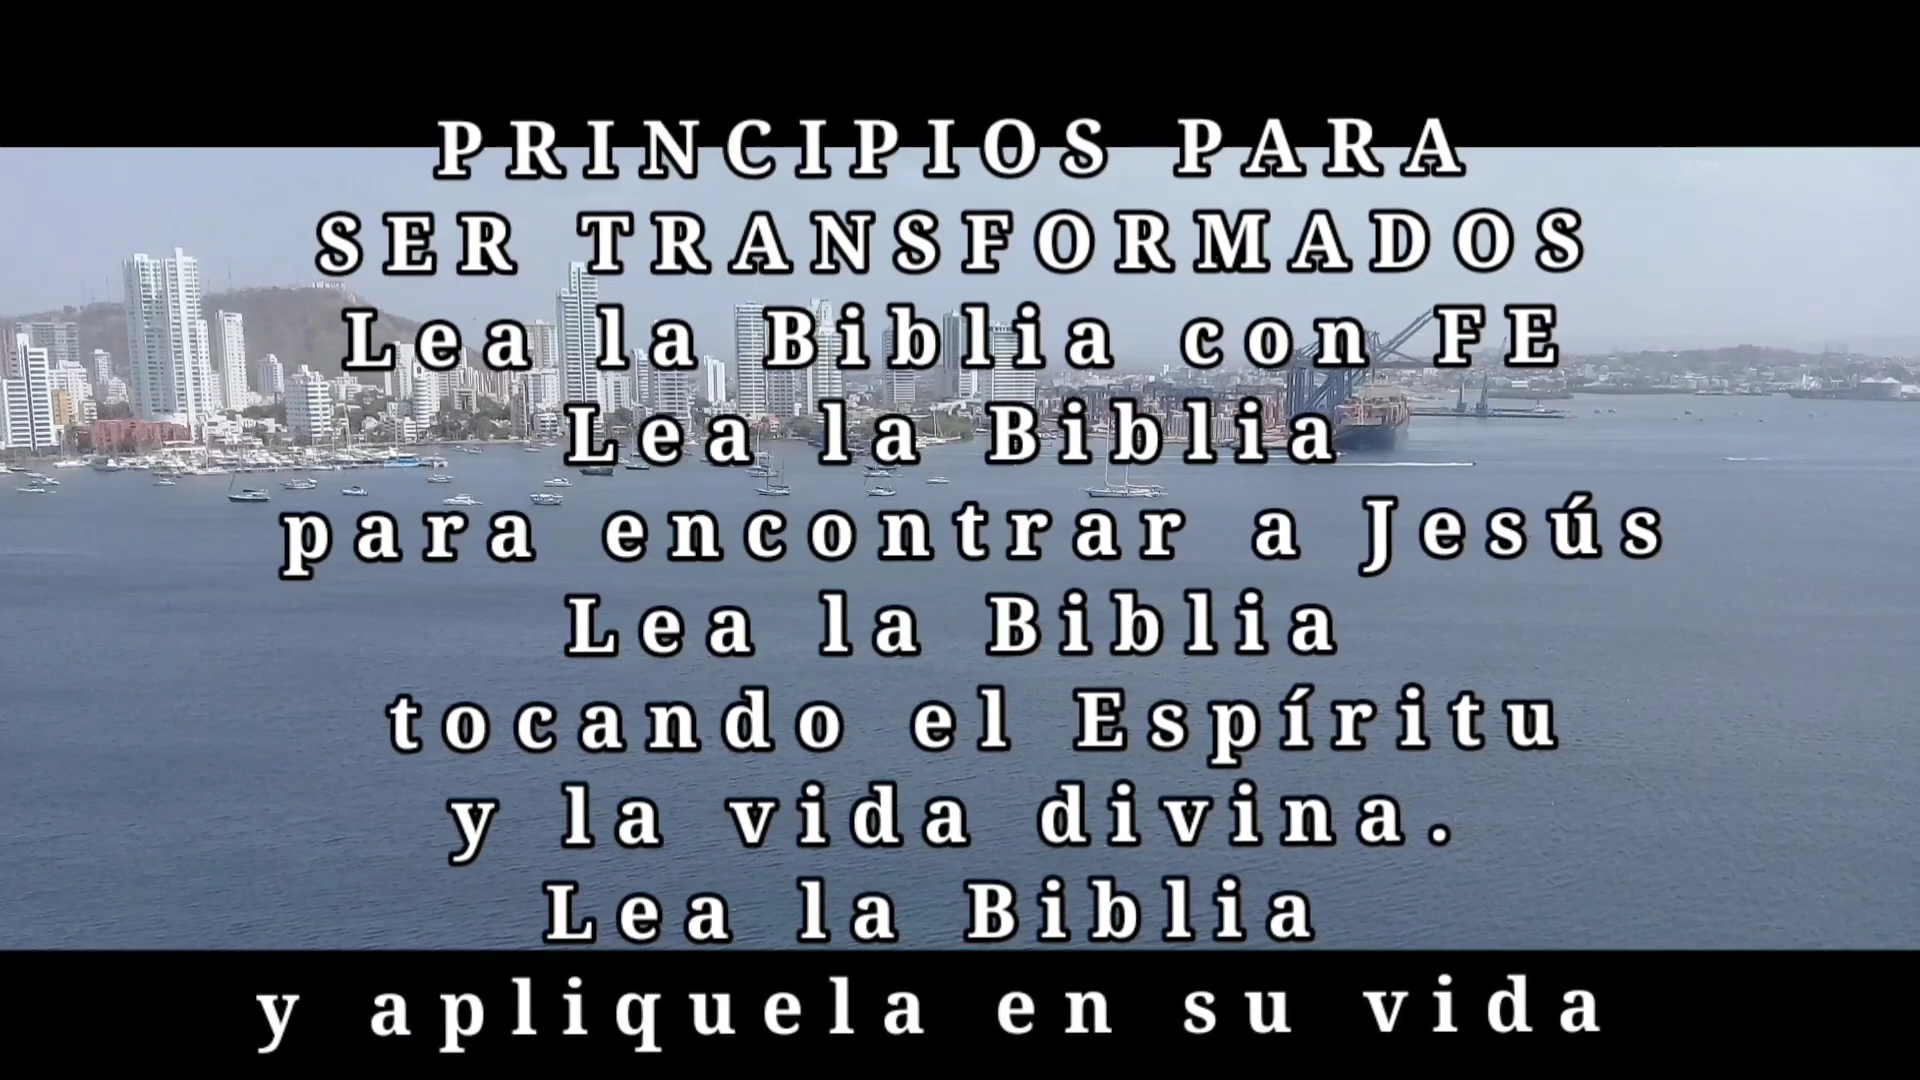 PRINCIPIOS PARA
SER TRANSFORMADOS
Lea la Biblia con FE
Lea la Biblia
para encontrar a Jesús
Lea la Biblia
tocando el Espíritu
y la vida divina.
Lea la Biblia
y apliquela en su vida